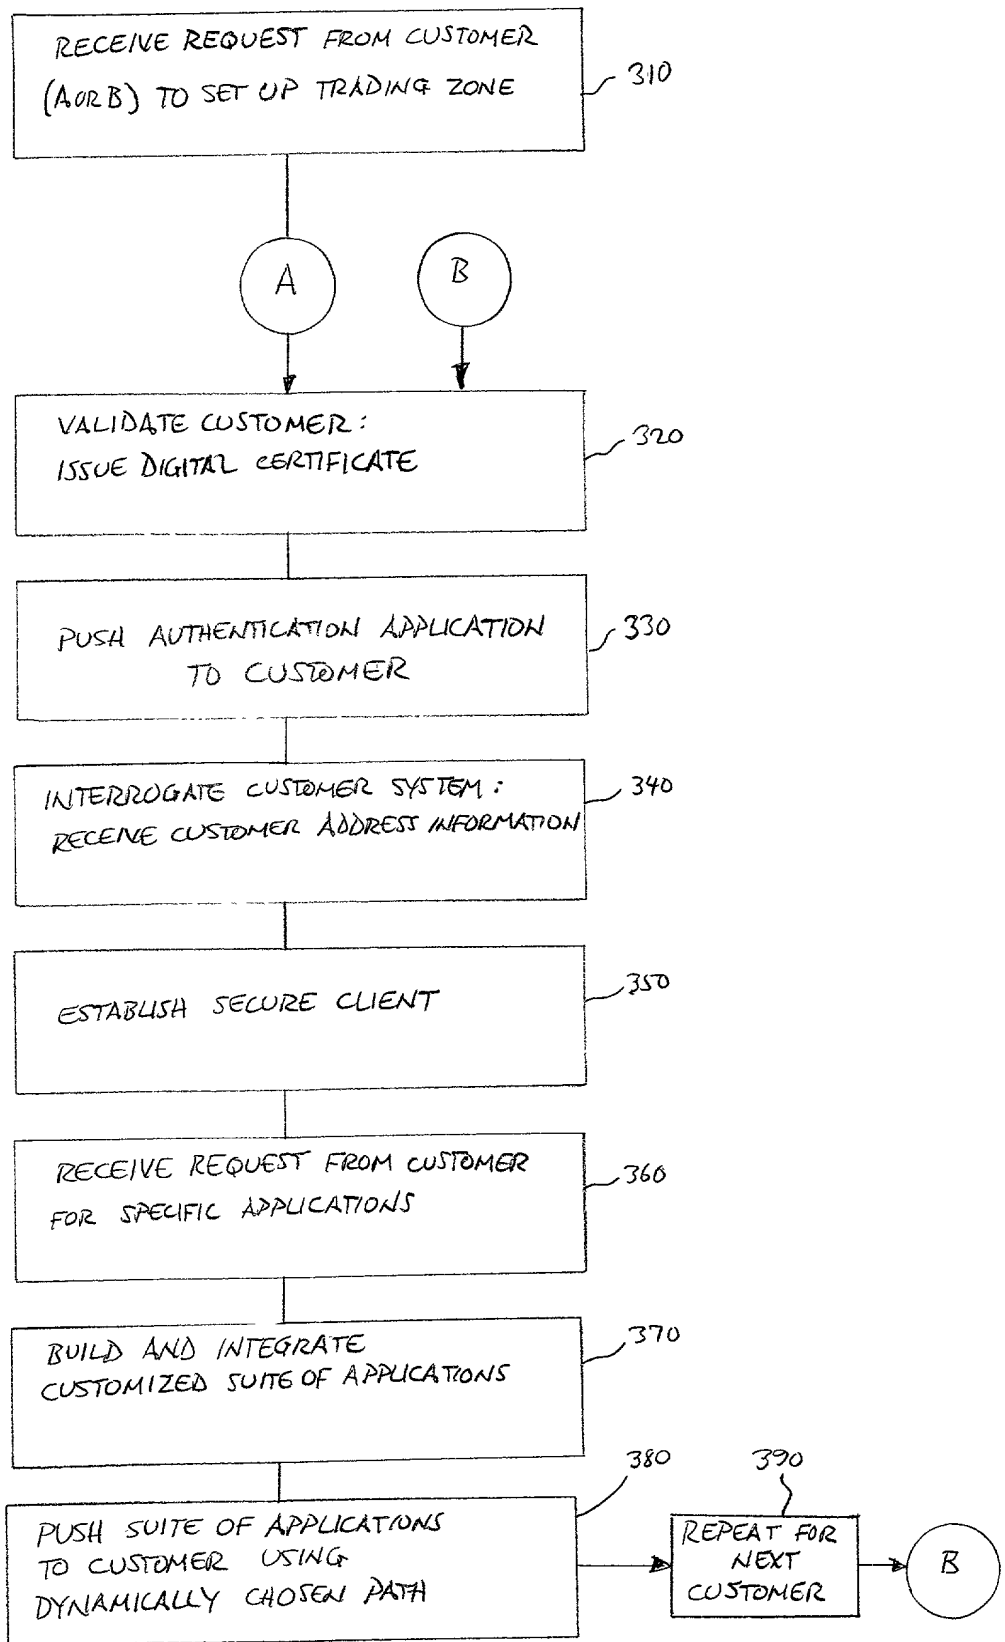 RECEIVE REQUEST FROM CUSTOMER
(A OR B) TO SET UP TRADING ZONE
310
A
B
VALIDATE CUSTOMER:
ISSUE DIGITAL CERTIFICATE
320
PUSH AUTHENTICATION APPLICATION
TO CUSTOMER
330
INTERROGATE CUSTOMER SYSTEM:
RECEIVE CUSTOMER ADDRESS INFORMATION
340
ESTABLISH SECURE CLIENT
350
RECEIVE REQUEST FROM CUSTOMER
FOR SPECIFIC APPLICATIONS
360
BUILD AND INTEGRATE
CUSTOMIZED SUITE OF APPLICATIONS
370
PUSH SUITE OF APPLICATIONS
TO CUSTOMER USING
DYNAMICALLY CHOSEN PATH
380
REPEAT FOR
NEXT
CUSTOMER
390
B